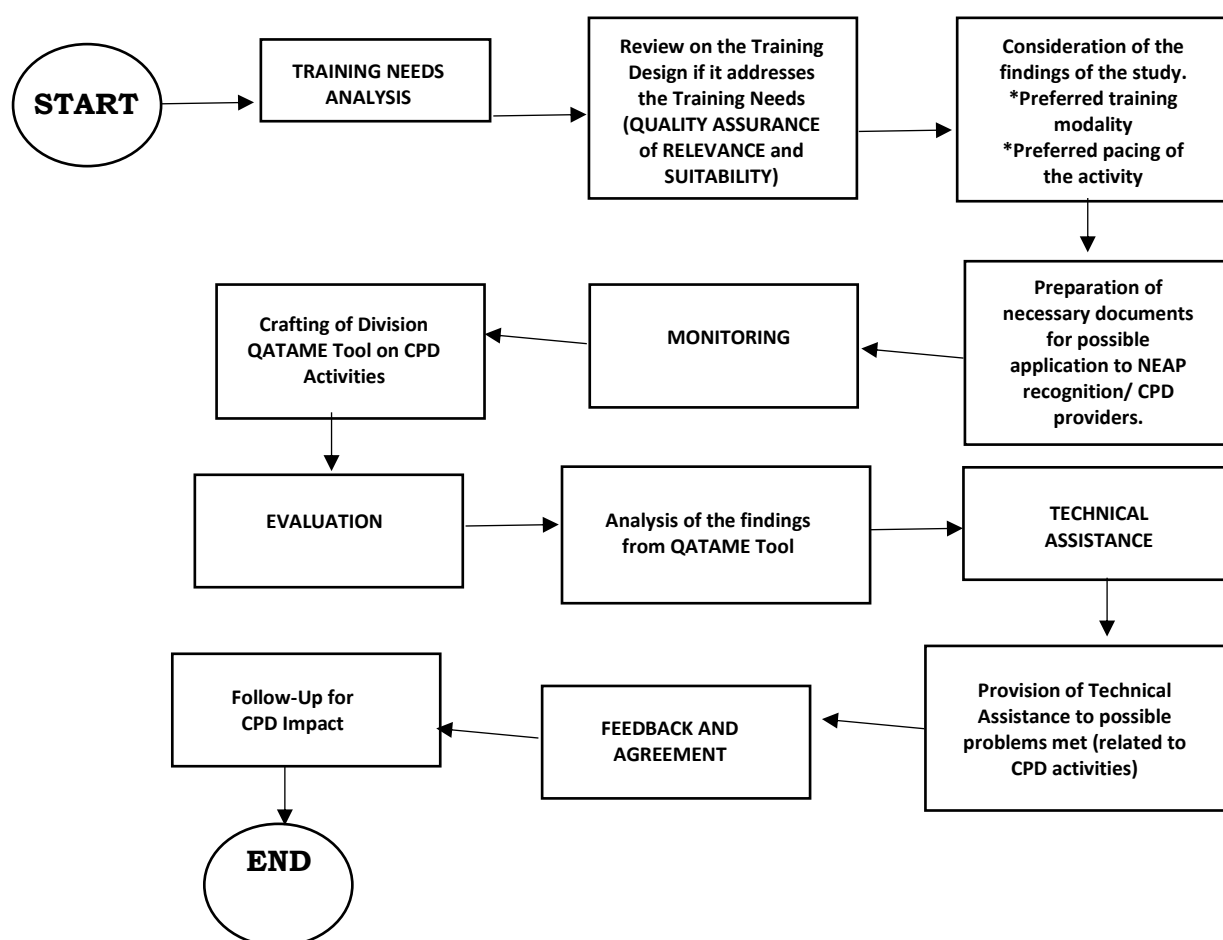 START
TRAINING NEEDS
ANALYSIS
Review on the Training
Design if it addresses
the Training Needs
(QUALITY ASSURANCE
of RELEVANCE and
SUITABILITY)
Consideration of the
findings of the study.
*Preferred training
modality
*Preferred pacing of
the activity
Preparation of
necessary documents
for possible
application to NEAP
recognition/ CPD
providers.
MONITORING
Crafting of Division
QATAME Tool on CPD
Activities
EVALUATION
Analysis of the findings
from QATAME Tool
TECHNICAL
ASSISTANCE
Provision of Technical
Assistance to possible
problems met (related to
CPD activities)
FEEDBACK AND
AGREEMENT
Follow-Up for
CPD Impact
END